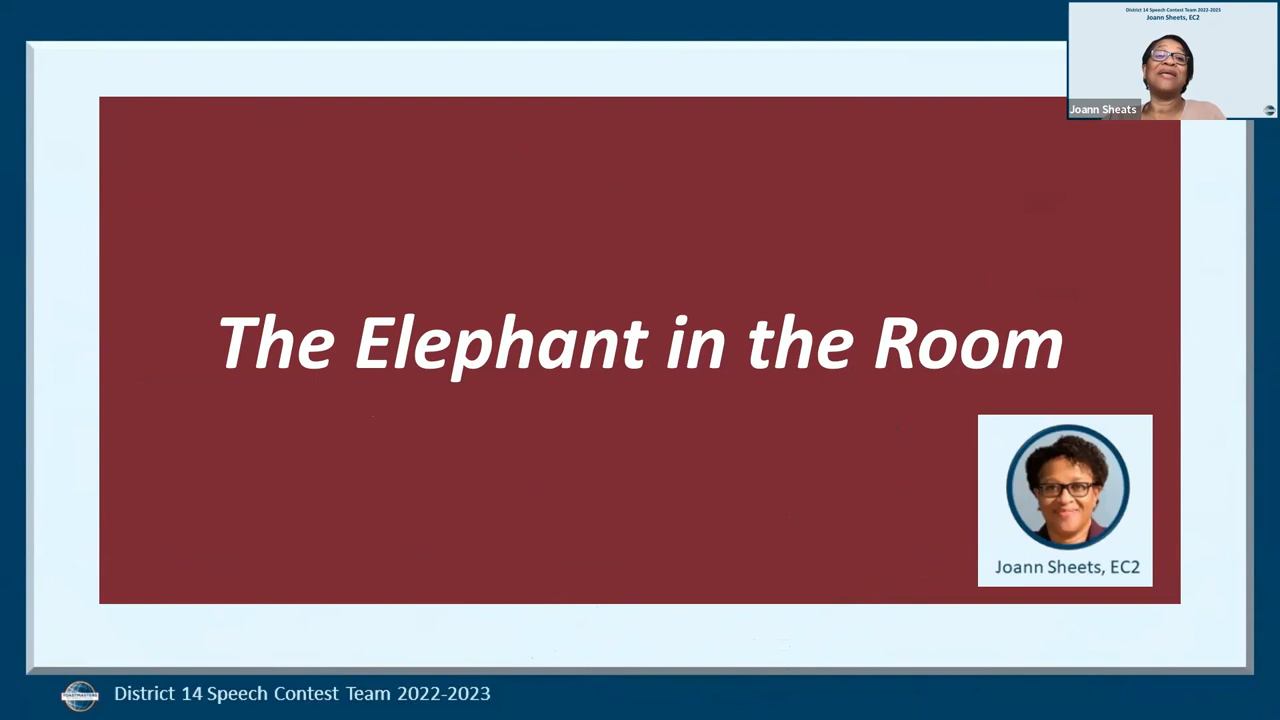 District 14 Speech Contest Team 2022-2023
Joann Sheets, EC2
Joann Sheats
The Elephant in the Room
Joann Sheets, EC2
TOASTMASTERS
District 14 Speech Contest Team 2022-2023